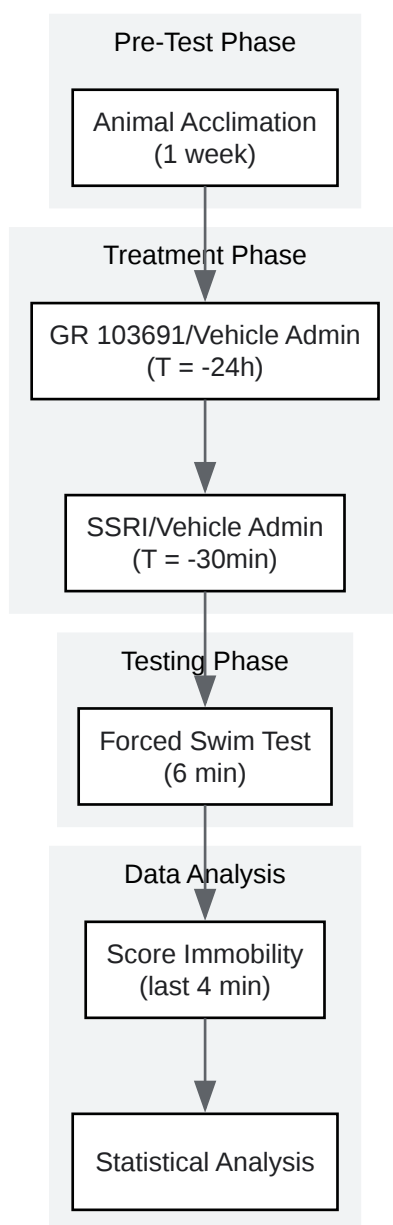 Pre-Test Phase
Animal Acclimation
(1 week)
Treatment Phase
GR 103691/Vehicle Admin
(T = -24h)
SSRI/Vehicle Admin
(T = -30min)
Testing Phase
Forced Swim Test
(6 min)
Data Analysis
Score Immobility
(last 4 min)
Statistical Analysis